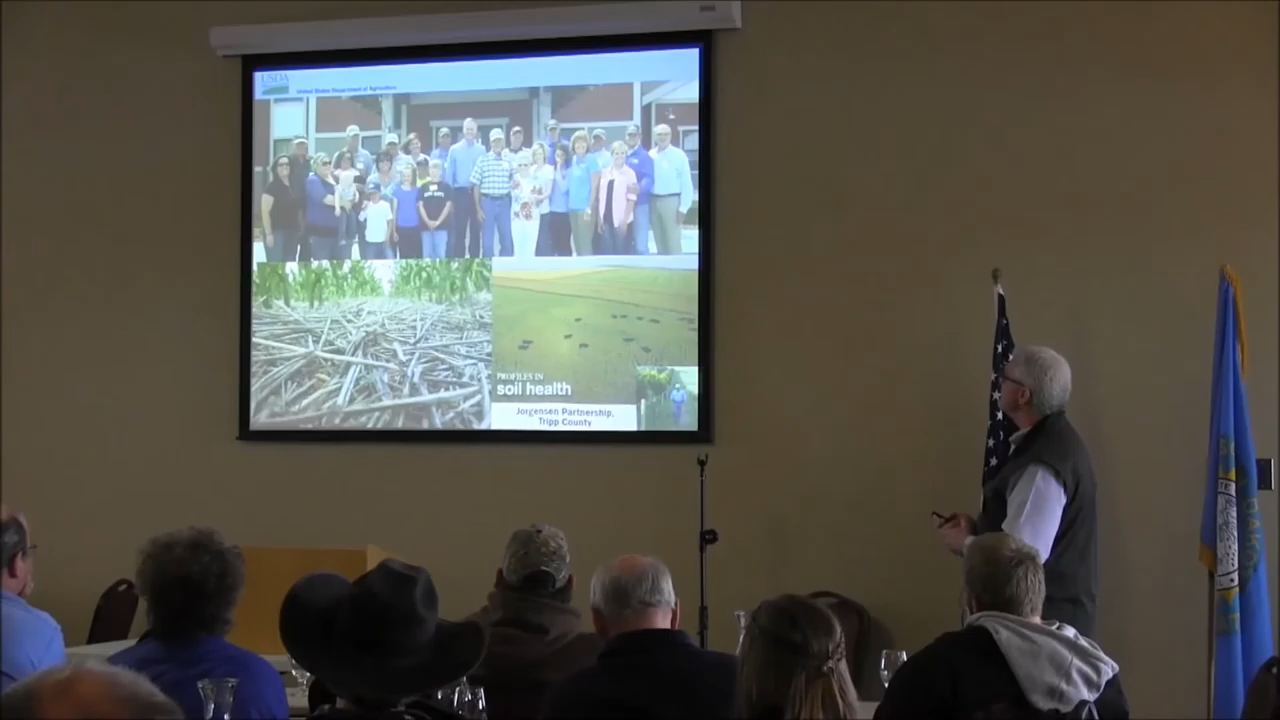 USDA
United States Department of Agriculture
PROFILES IN
soil health
Jorgensen Partnership,
Tripp County